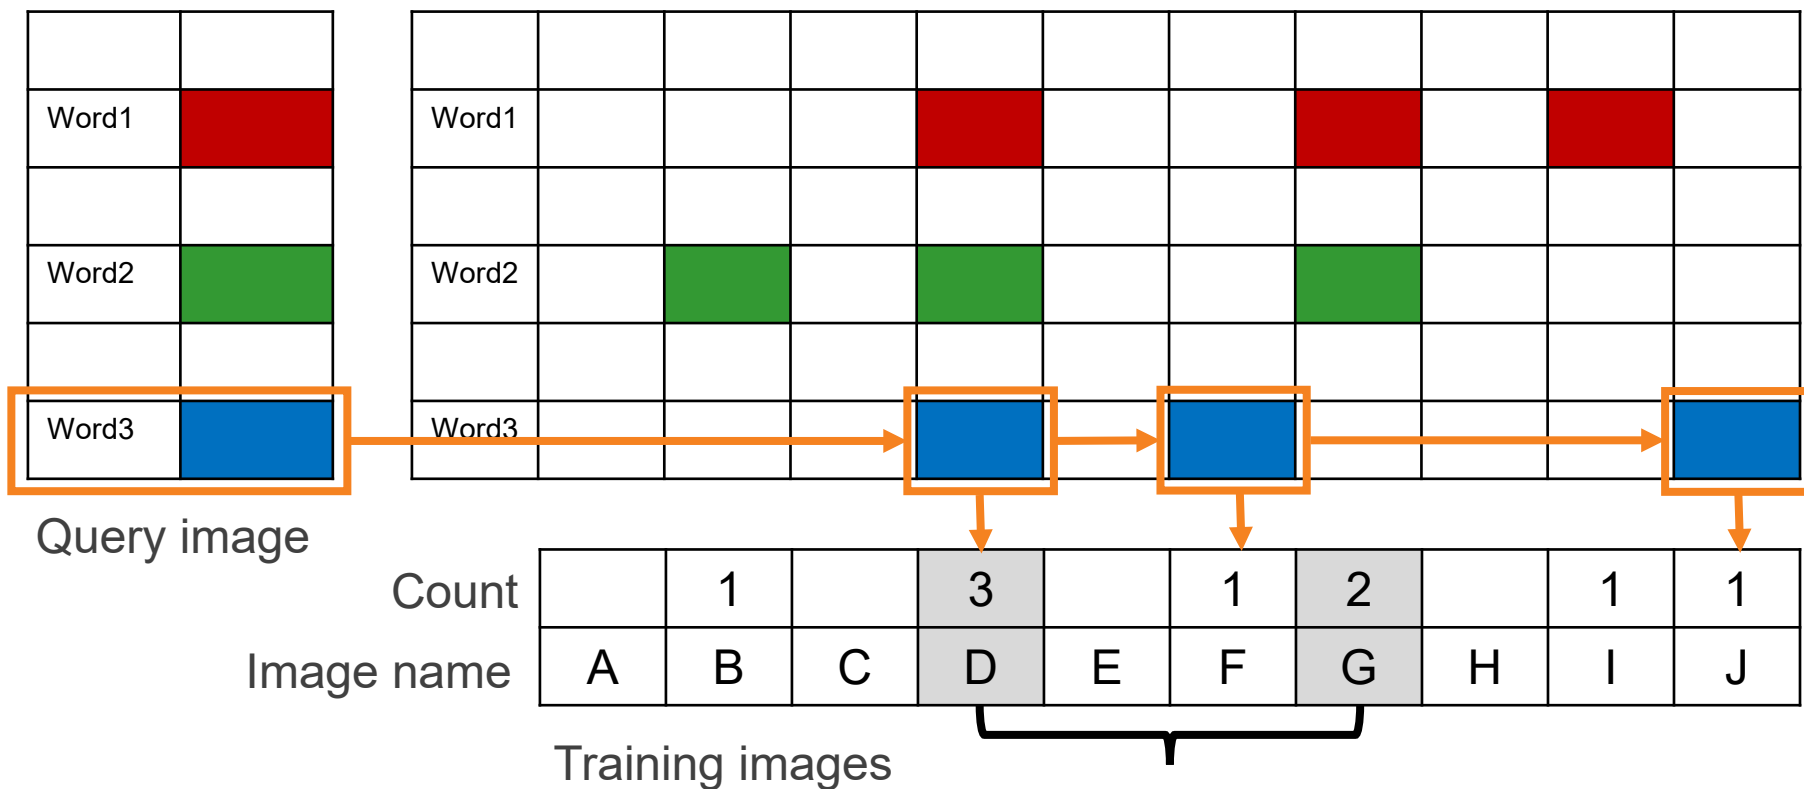 Word1 Word1
Word2 Word2
Word3 Word3
Query image
Count 1 3 1 2 1 1
Image name A B C D E F G H I J
Training images